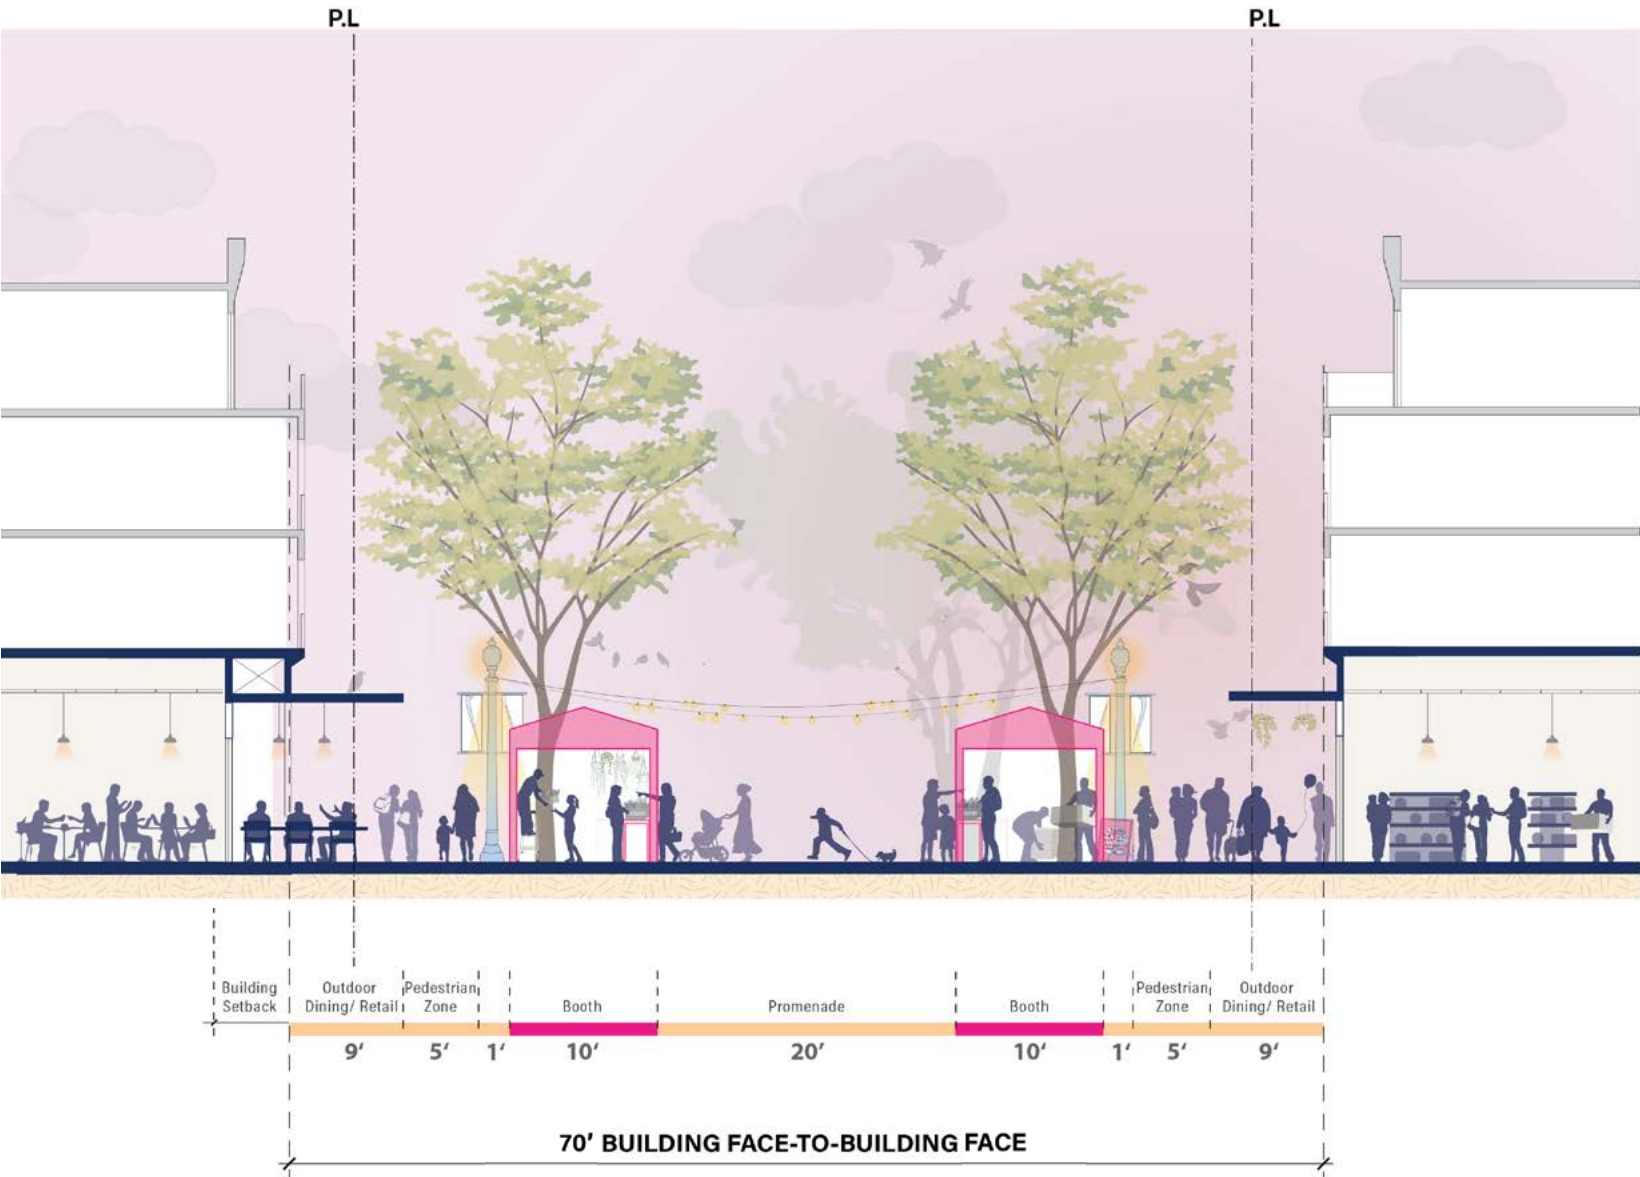 P.L
P.L
Building
Setback
Outdoor
Dining/ Retail
Pedestrian
Zone
Booth
Promenade
Booth
Pedestrian
Zone
Outdoor
Dining/ Retail
9‘
5‘
1‘
10‘
20’
10‘
1‘
5‘
9‘
70’ BUILDING FACE-TO-BUILDING FACE